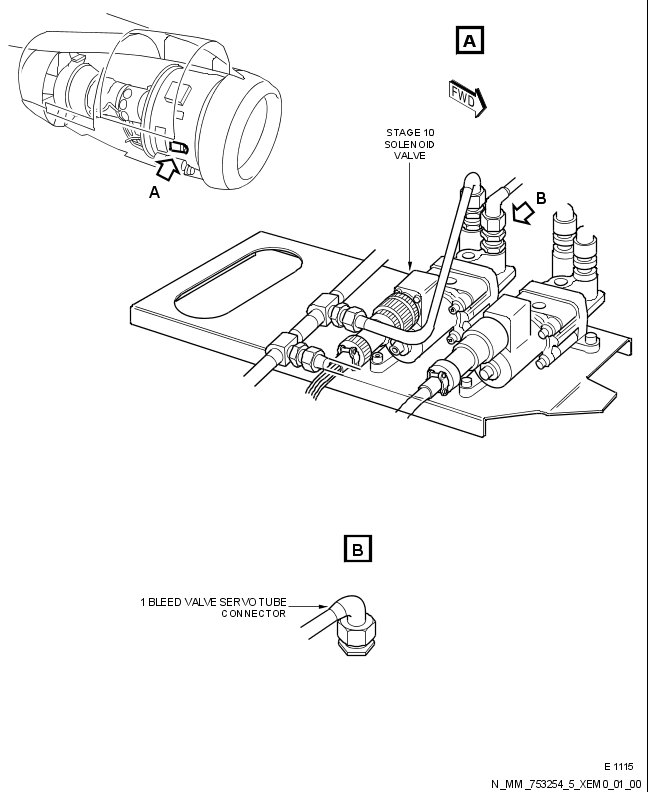 A
FWD
STAGE 10
SOLENOID
VALVE
B
A
B
1 BLEED VALVE SERVO TUBE
CONNECTOR
E 1115
N_MM_753254_5_XEM0_01_00